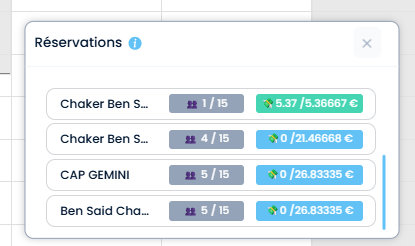 Réservations
Chaker Ben S... 1 / 15 5.37 /5.36667 €
Chaker Ben S... 4 / 15 0 /21.46668 €
CAP GEMINI 5 / 15 0 /26.83335 €
Ben Said Cha... 5 / 15 0 /26.83335 €